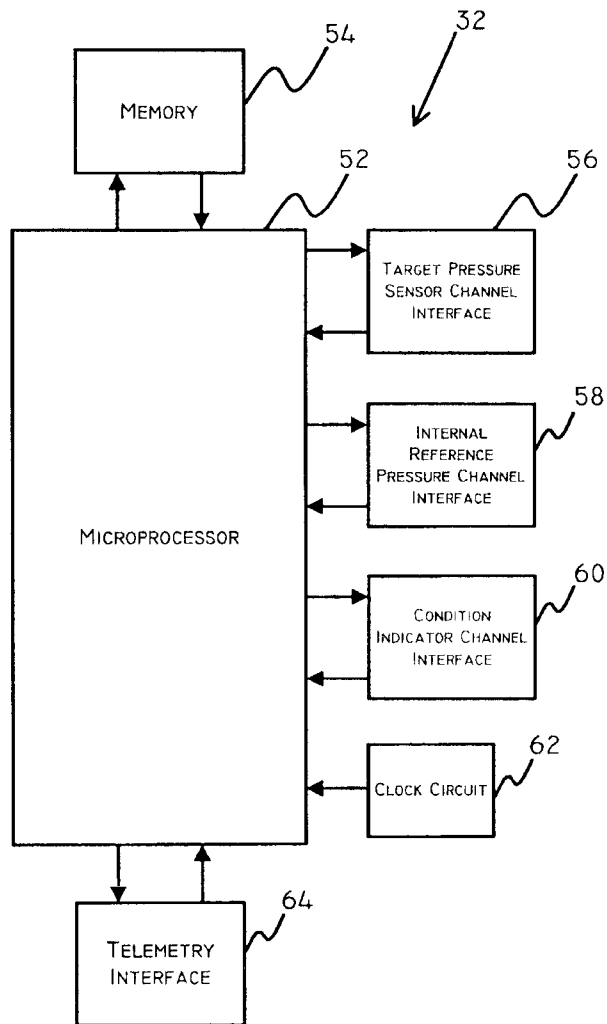 32
54
MEMORY
52
56
TARGET PRESSURE
SENSOR CHANNEL
INTERFACE
58
INTERNAL
REFERENCE
PRESSURE CHANNEL
INTERFACE
MICROPROCESSOR
60
CONDITION
INDICATOR CHANNEL
INTERFACE
62
CLOCK CIRCUIT
64
TELEMETRY
INTERFACE